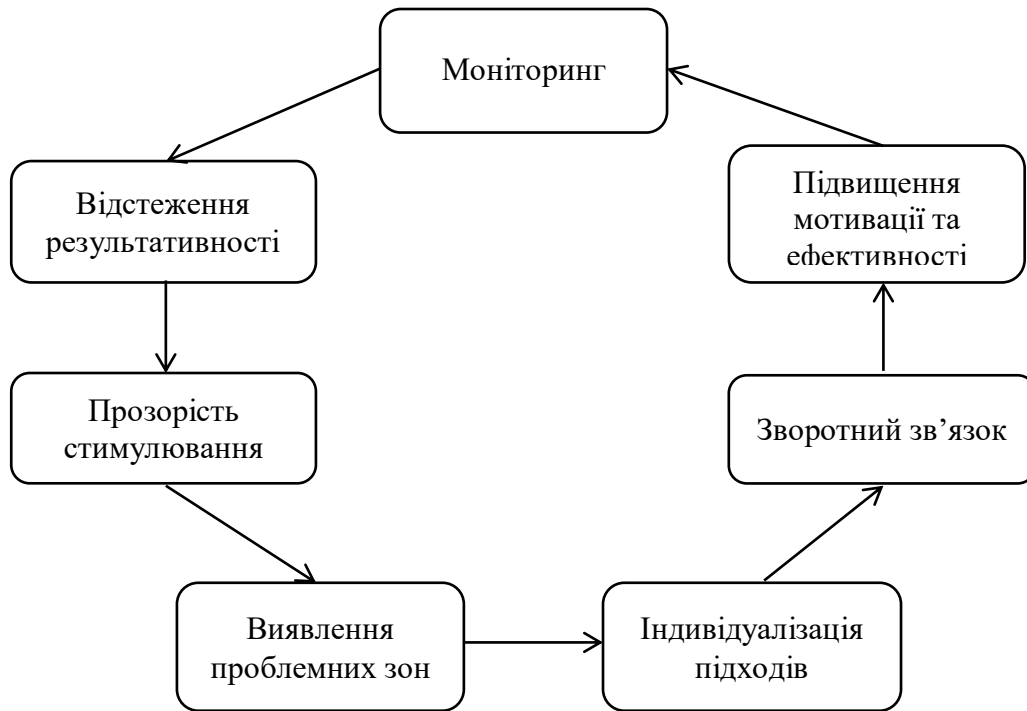 Моніторинг
Відстеження
результативності
Прозорість
стимулювання
Виявлення
проблемних зон
Індивідуалізація
підходів
Зворотний зв’язок
Підвищення
мотивації та
ефективності